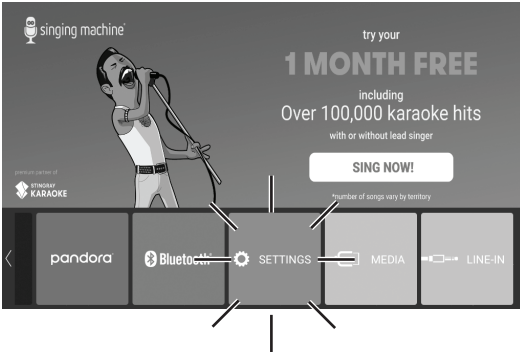 singing machine®
try your
1 MONTH FREE
including
Over 100,000 karaoke hits
with or without lead singer
SING NOW!
premium partner of
STINGRAY
KARAOKE
*number of songs vary by territory
pandora
Bluetooth
SETTINGS
MEDIA
LINE-IN